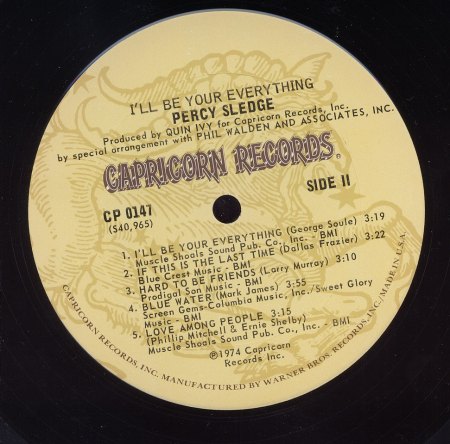 I'LL BE YOUR EVERYTHING
PERCY SLEDGE
Produced by QUIN IVY for Capricorn Records, Inc.
by special arrangement with PHIL WALDEN AND ASSOCIATES, INC.
CAPRICORN RECORDS®
CP 0147
(S40,965)
SIDE II
1. I'LL BE YOUR EVERYTHING (George Soule) 3:19
Muscle Shoals Sound Pub. Co., Inc. - BMI
2. IF THIS IS THE LAST TIME (Dallas Frazier) 3:22
Blue Crest Music - BMI
3. HARD TO BE FRIENDS (Larry Murray) 3:10
Prodigal Son Music - BMI
4. BLUE WATER (Mark James) 3:55
Screen Gems-Columbia Music, Inc./Sweet Glory
Music - BMI
5. LOVE AMONG PEOPLE 3:15
(Phillip Mitchell & Ernie Shelby)
Muscle Shoals Sound Pub. Co., Inc. - BMI
℗1974 Capricorn
Records Inc.
CAPRICORN RECORDS, INC. MANUFACTURED BY WARNER BROS. RECORDS, INC./MADE IN U.S.A.